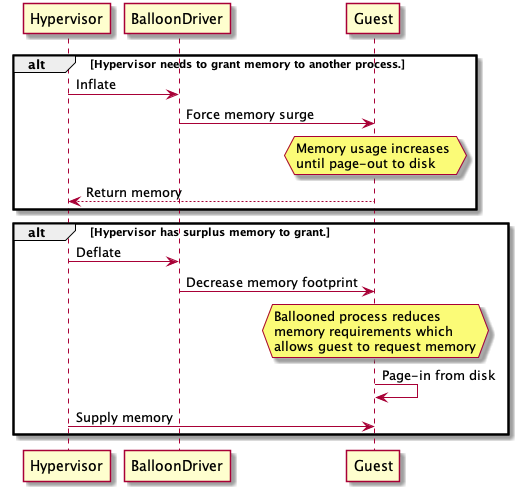 Hypervisor BalloonDriver Guest
alt [Hypervisor needs to grant memory to another process.]
Inflate
Force memory surge
Memory usage increases
until page-out to disk
Return memory
alt [Hypervisor has surplus memory to grant.]
Deflate
Decrease memory footprint
Ballooned process reduces
memory requirements which
allows guest to request memory
Page-in from disk
Supply memory
Hypervisor BalloonDriver Guest